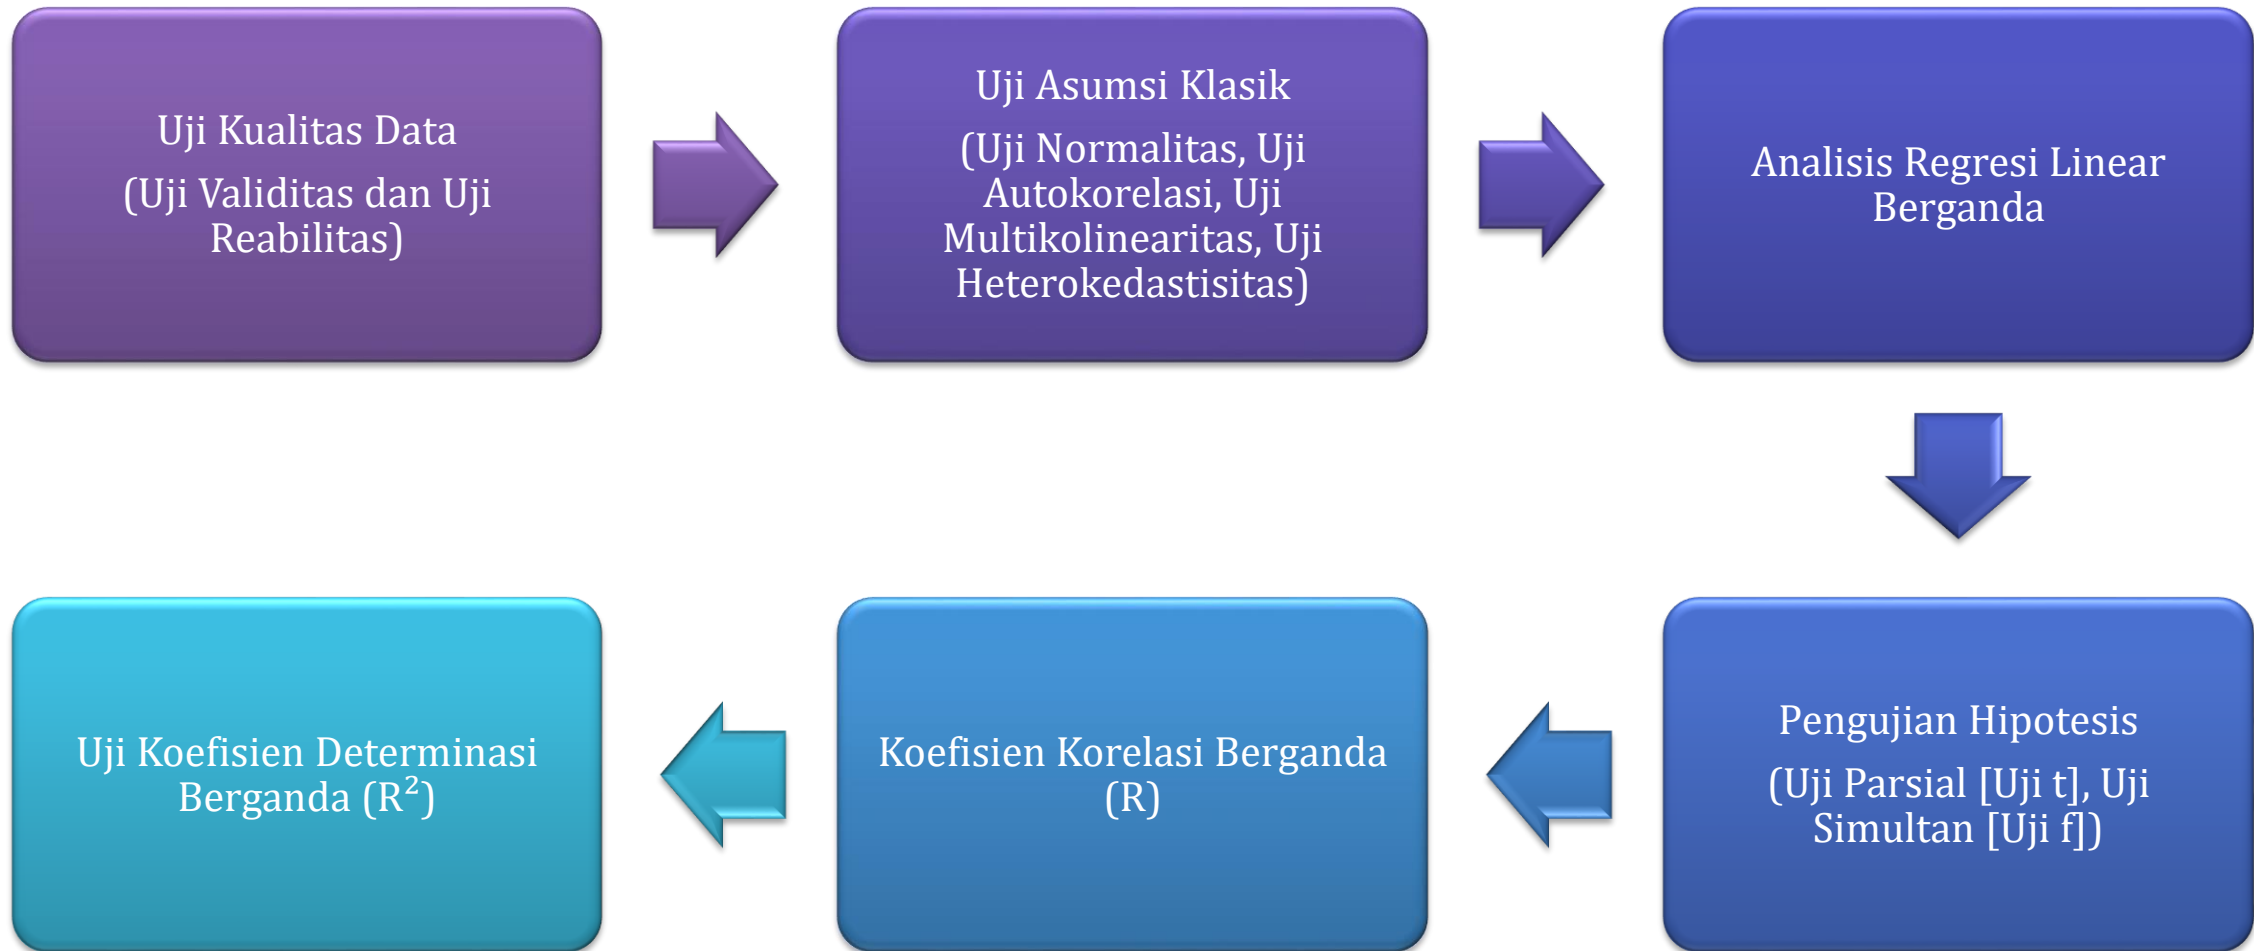 Uji Kualitas Data
(Uji Validitas dan Uji
Reabilitas)
Uji Asumsi Klasik
(Uji Normalitas, Uji
Autokorelasi, Uji
Multikolinearitas, Uji
Heterokedastisitas)
Analisis Regresi Linear
Berganda
Pengujian Hipotesis
(Uji Parsial [Uji t], Uji
Simultan [Uji f])
Koefisien Korelasi Berganda
(R)
Uji Koefisien Determinasi
Berganda (R²)